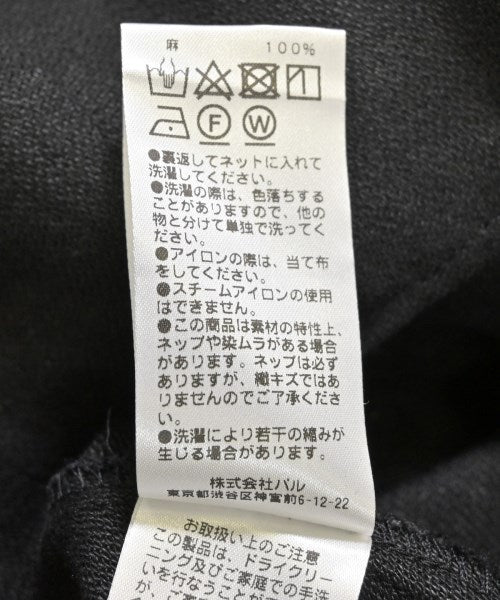 麻 100%
F W
●裏返してネットに入れて
洗濯してください。
●洗濯の際は、色落ちする
ことがありますので、他の
物と分けて単独で洗ってく
ださい。
●アイロンの際は、当て布
をしてください。
●スチームアイロンの使用
はできません。
●この商品は素材の特性上、
ネップや染ムラがある場合
があります。ネップは必ず
ありますが、織キズではあ
りませんのでご了承くださ
い。
●洗濯により若干の縮みが
生じる場合があります。
株式会社パル
東京都渋谷区神宮前6-12-22
お取扱い上のご注意
この製品は、ドライクリー
ニング及びご家庭での手洗
いを行なうことがで
が、